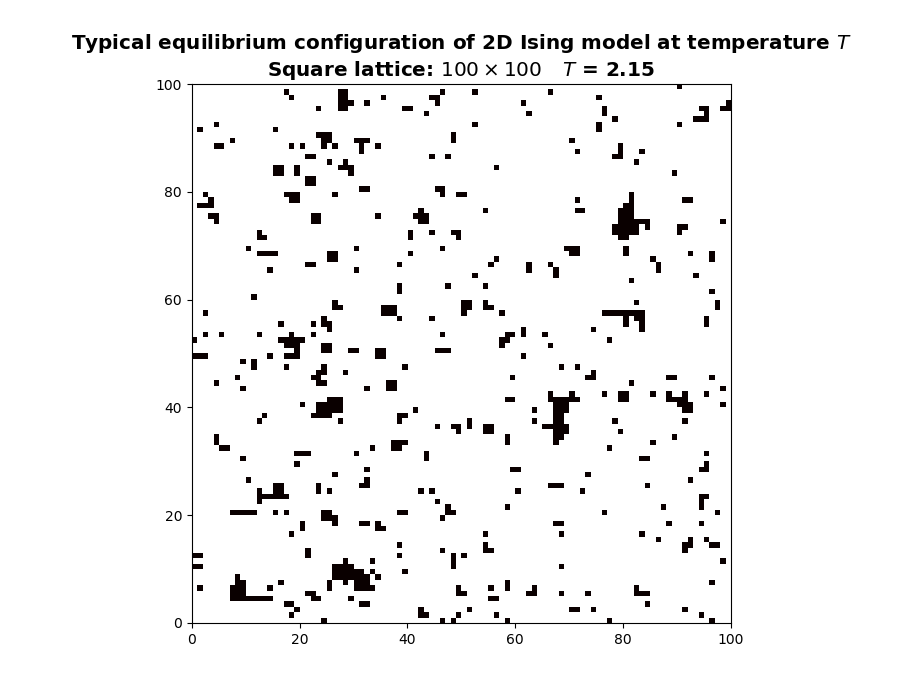 Typical equilibrium configuration of 2D Ising model at temperature T
Square lattice: 100 × 100 T = 2.15
100
80
60
40
20
0
0 20 40 60 80 100